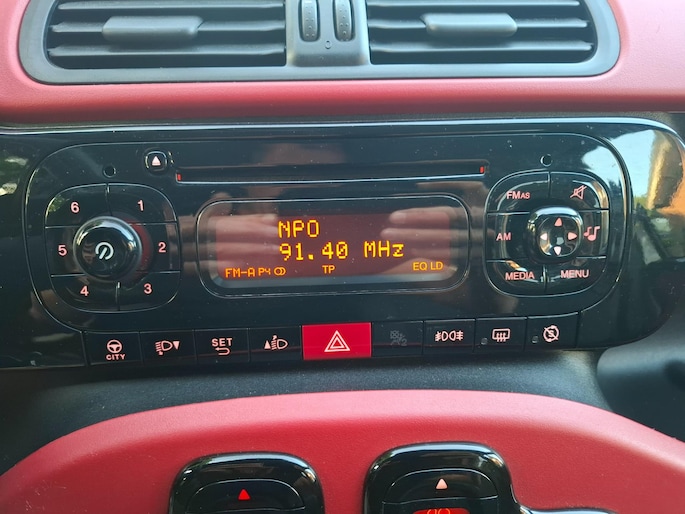 6 1
5 2
4 3
NPO
91.40 MHz
FM-A P4 TP EQ LD
FMAS
AM
MEDIA MENU
CITY
SET